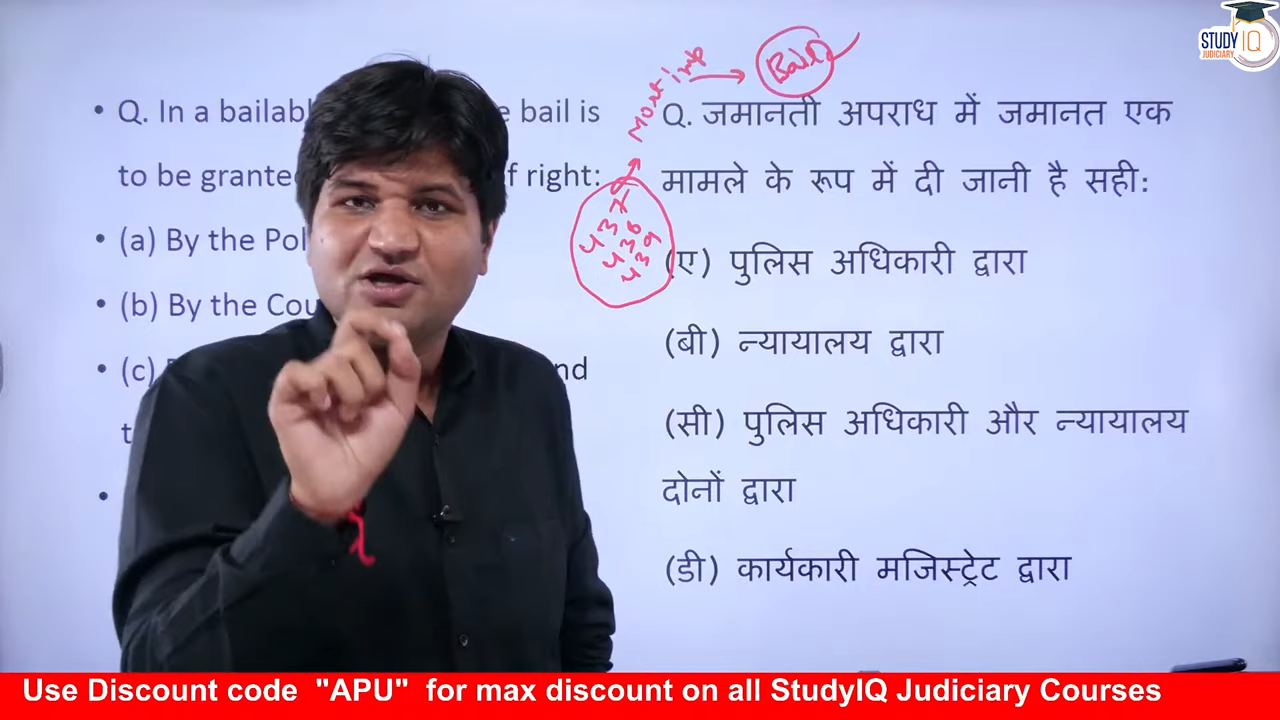 STUDY IQ
JUDICIARY
Most imp → Bail
• Q. In a bailab bail is
to be grante f right:
• (a) By the Pol
• (b) By the Cou
• (c) nd
t
•
436
439
Q. जमानती अपराध में जमानत एक
मामले के रूप में दी जानी है सही:
(ए) पुलिस अधिकारी द्वारा
(बी) न्यायालय द्वारा
(सी) पुलिस अधिकारी और न्यायालय
दोनों द्वारा
(डी) कार्यकारी मजिस्ट्रेट द्वारा
Use Discount code "APU" for max discount on all StudyIQ Judiciary Courses